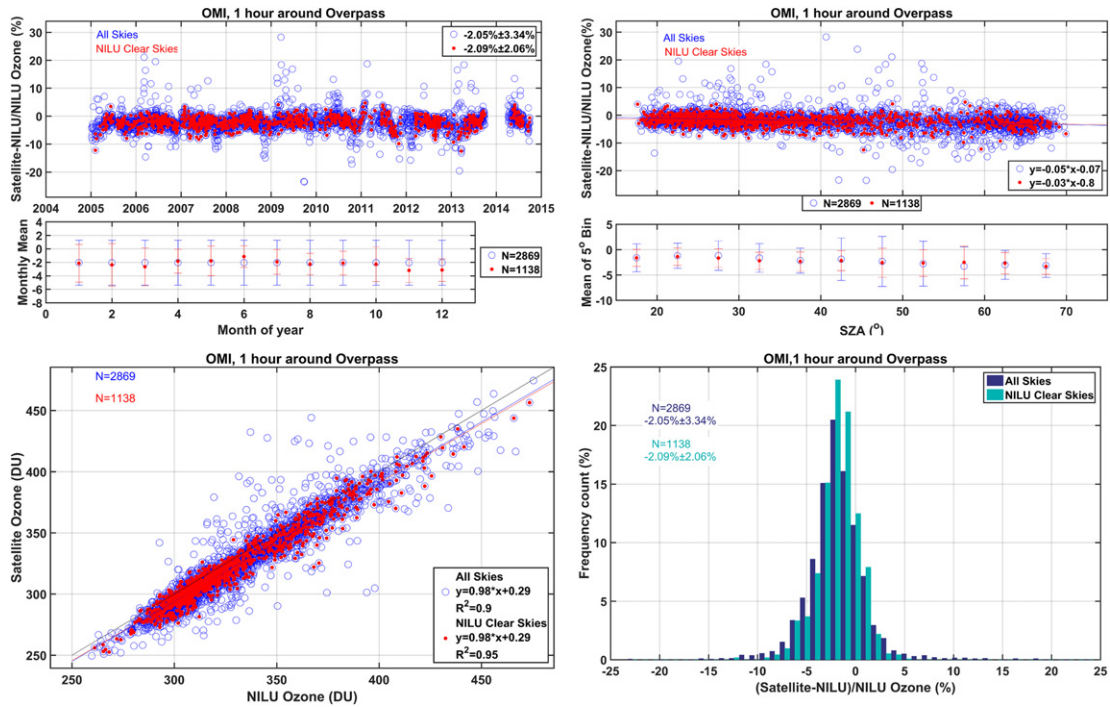 OMI, 1 hour around Overpass
Satellite-NILU/NILU Ozone (%)
30
20
10
0
-10
-20
All Skies
NILU Clear Skies
-2.05%±3.34%
-2.09%±2.06%
2004 2005 2006 2007 2008 2009 2010 2011 2012 2013 2014 2015
Monthly Mean
4
2
0
-2
-4
-6
-8
N=2869
N=1138
0 2 4 6 8 10 12
Month of year
OMI, 1 hour around Overpass
Satellite-NILU/NILU Ozone(%)
30
20
10
0
-10
-20
All Skies
NILU Clear Skies
y=-0.05*x-0.07
y=-0.03*x-0.8
N=2869 N=1138
Mean of 5° Bin
5
0
-5
-10
20 30 40 50 60 70
SZA (°)
OMI, 1 hour around Overpass
N=2869
N=1138
Satellite Ozone (DU)
450
400
350
300
250
All Skies
y=0.98*x+0.29
R²=0.9
NILU Clear Skies
y=0.98*x+0.29
R²=0.95
250 300 350 400 450
NILU Ozone (DU)
OMI,1 hour around Overpass
Frequency count (%)
25
20
15
10
5
0
All Skies
NILU Clear Skies
N=2869
-2.05%±3.34%
N=1138
-2.09%±2.06%
-25 -20 -15 -10 -5 0 5 10 15 20 25
(Satellite-NILU)/NILU Ozone (%)